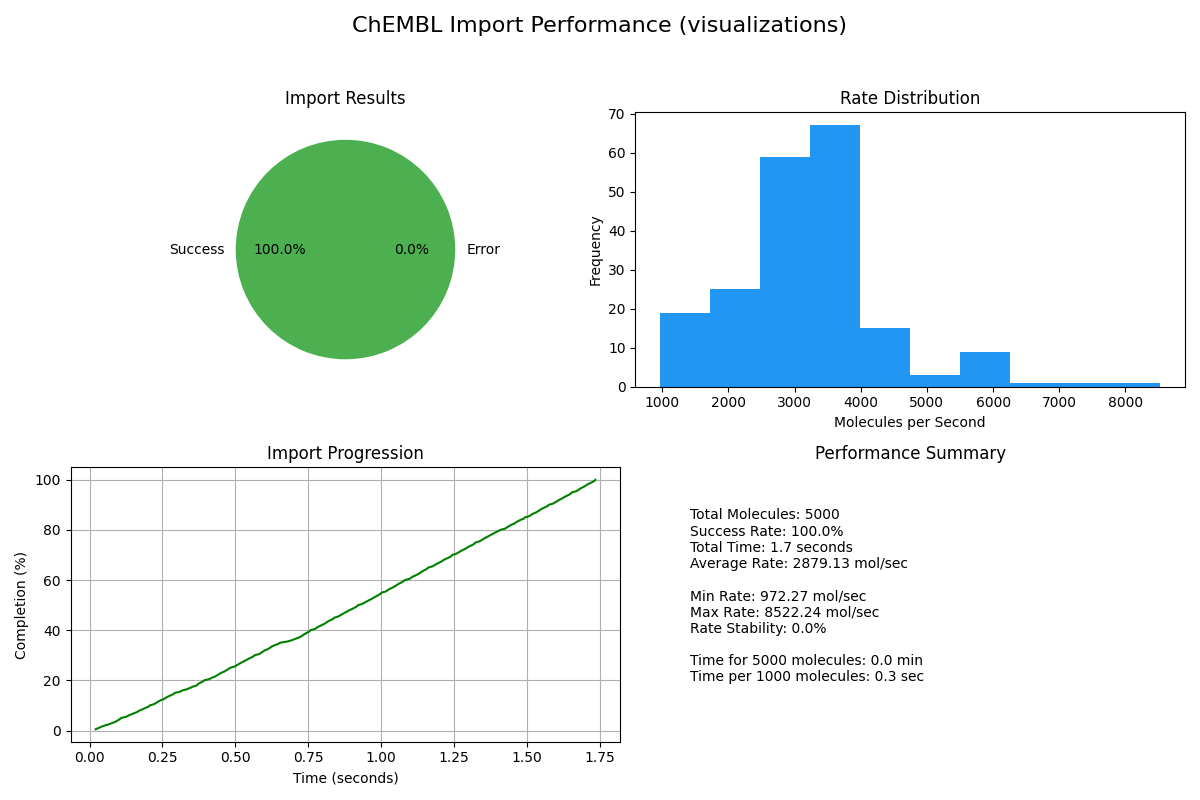 ChEMBL Import Performance (visualizations)
Import Results
Success
100.0%
0.0%
Error
Rate Distribution
Frequency
70
60
50
40
30
20
10
0
1000 2000 3000 4000 5000 6000 7000 8000
Molecules per Second
Import Progression
Completion (%)
100
80
60
40
20
0
0.00 0.25 0.50 0.75 1.00 1.25 1.50 1.75
Time (seconds)
Performance Summary
Total Molecules: 5000
Success Rate: 100.0%
Total Time: 1.7 seconds
Average Rate: 2879.13 mol/sec
Min Rate: 972.27 mol/sec
Max Rate: 8522.24 mol/sec
Rate Stability: 0.0%
Time for 5000 molecules: 0.0 min
Time per 1000 molecules: 0.3 sec